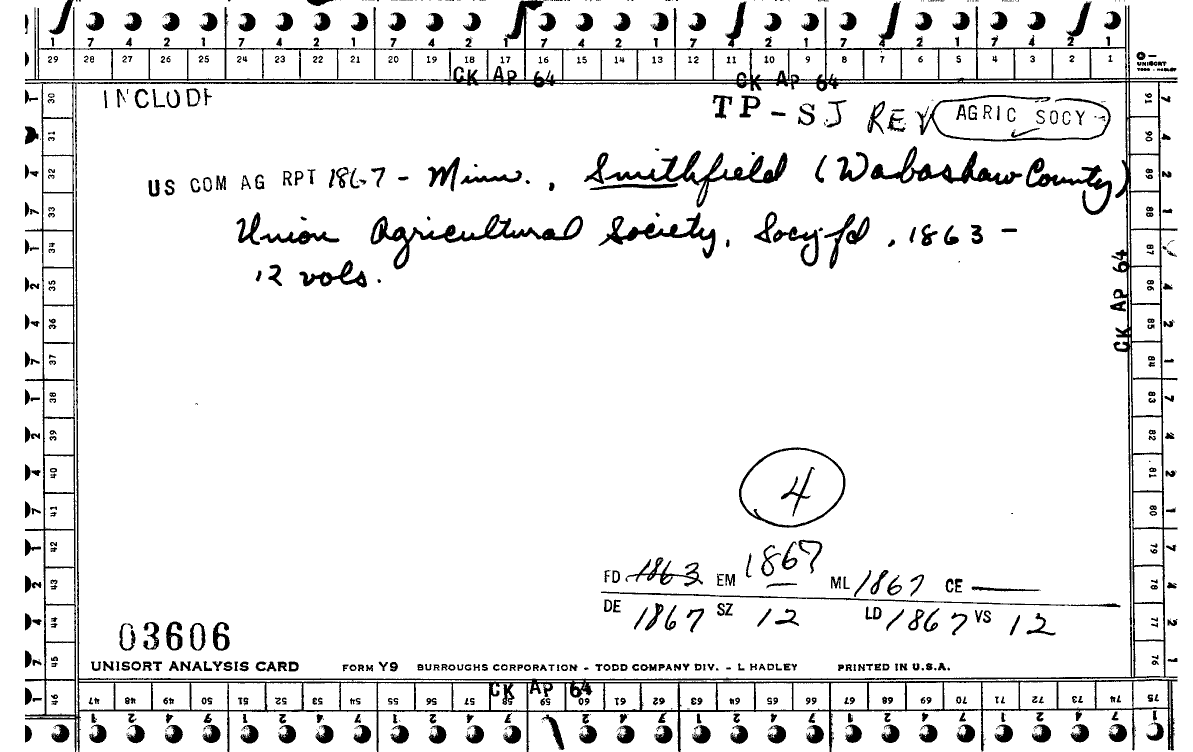 7 4 2 1 7 4 2 1 7 4 2 1 7 4 2 1 7 4 2 1 7 4 2 1 7 4 2 1
29 28 27 26 25 24 23 22 21 20 19 18 17 16 15 14 13 12 11 10 9 8 7 6 5 4 3 2 1
UNISORT
TODD - HADLEY
CK AP 64 CK AP 64
INCLUDE
TP-SJ REV AGRIC SOCY
US COM AG RPT 1867 - Minn., Smithfield (Wabashaw County)
Union Agricultural Society, Socy fd, 1863 -
12 vols.
CK AP 64
4
FD 1863 EM 1867 ML 1867 CE —
DE 1867 SZ 12 LD 1867 VS 12
03606
UNISORT ANALYSIS CARD FORM Y9 BURROUGHS CORPORATION - TODD COMPANY DIV. - L HADLEY PRINTED IN U.S.A.
CK AP 64
30 31 32 33 34 35 36 37 38 39 40 41 42 43 44 45 46
47 48 49 50 51 52 53 54 55 56 57 58 59 60 61 62 63 64 65 66 67 68 69 70 71 72 73 74 75
91 90 89 88 87 86 85 84 83 82 81 80 79 78 77 76